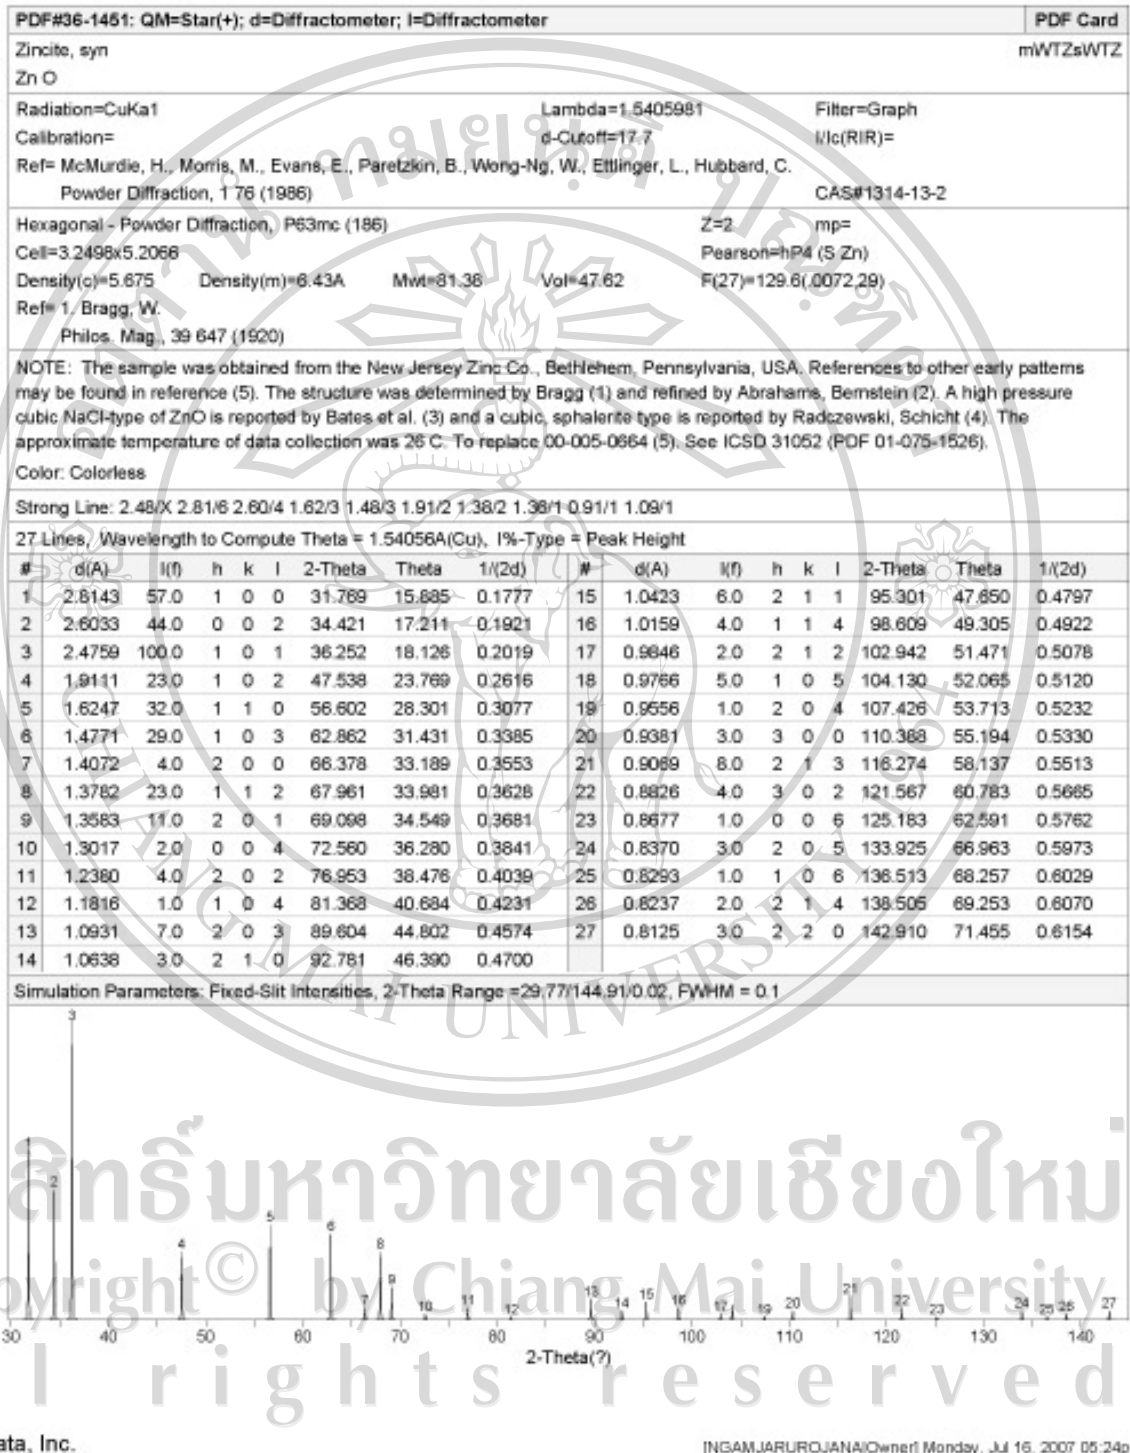 PDF#36-1451: QM=Star(+); d=Diffractometer; I=Diffractometer PDF Card
Zincite, syn mWTZsWTZ
Zn O
Radiation=CuKa1 Lambda=1.5405981 Filter=Graph
Calibration= d-Cutoff=17.7 I/Ic(RIR)=
Ref= McMurdie, H., Morris, M., Evans, E., Paretzkin, B., Wong-Ng, W., Ettlinger, L., Hubbard, C.
Powder Diffraction, 1 76 (1986) CAS#1314-13-2
Hexagonal - Powder Diffraction, P63mc (186) Z=2 mp=
Cell=3.2498x5.2066 Pearson=hP4 (S Zn)
Density(c)=5.675 Density(m)=6.43A Mwt=81.38 Vol=47.62 F(27)=129.6(.0072,29)
Ref= 1. Bragg, W.
Philos. Mag., 39 647 (1920)
NOTE: The sample was obtained from the New Jersey Zinc Co., Bethlehem, Pennsylvania, USA. References to other early patterns
may be found in reference (5). The structure was determined by Bragg (1) and refined by Abrahams, Bernstein (2). A high pressure
cubic NaCl-type of ZnO is reported by Bates et al. (3) and a cubic, sphalerite type is reported by Radczewski, Schicht (4). The
approximate temperature of data collection was 26 C. To replace 00-005-0664 (5). See ICSD 31052 (PDF 01-075-1526).
Color: Colorless
Strong Line: 2.48/X 2.81/6 2.60/4 1.62/3 1.48/3 1.91/2 1.38/2 1.36/1 0.91/1 1.09/1
27 Lines, Wavelength to Compute Theta = 1.54056A(Cu), I%-Type = Peak Height
# d(A) I(f) h k l 2-Theta Theta 1/(2d) # d(A) I(f) h k l 2-Theta Theta 1/(2d)
1 2.8143 57.0 1 0 0 31.769 15.885 0.1777 15 1.0423 6.0 2 1 1 95.301 47.650 0.4797
2 2.6033 44.0 0 0 2 34.421 17.211 0.1921 16 1.0159 4.0 1 1 4 98.609 49.305 0.4922
3 2.4759 100.0 1 0 1 36.252 18.126 0.2019 17 0.9846 2.0 2 1 2 102.942 51.471 0.5078
4 1.9111 23.0 1 0 2 47.538 23.769 0.2616 18 0.9766 5.0 1 0 5 104.130 52.065 0.5120
5 1.6247 32.0 1 1 0 56.602 28.301 0.3077 19 0.9556 1.0 2 0 4 107.426 53.713 0.5232
6 1.4771 29.0 1 0 3 62.862 31.431 0.3385 20 0.9381 3.0 3 0 0 110.388 55.194 0.5330
7 1.4072 4.0 2 0 0 66.378 33.189 0.3553 21 0.9069 8.0 2 1 3 116.274 58.137 0.5513
8 1.3782 23.0 1 1 2 67.961 33.981 0.3628 22 0.8826 4.0 3 0 2 121.567 60.783 0.5665
9 1.3583 11.0 2 0 1 69.098 34.549 0.3681 23 0.8677 1.0 0 0 6 125.183 62.591 0.5762
10 1.3017 2.0 0 0 4 72.560 36.280 0.3841 24 0.8370 3.0 2 0 5 133.925 66.963 0.5973
11 1.2380 4.0 2 0 2 76.953 38.476 0.4039 25 0.8293 1.0 1 0 6 136.513 68.257 0.6029
12 1.1816 1.0 1 0 4 81.368 40.684 0.4231 26 0.8237 2.0 2 1 4 138.505 69.253 0.6070
13 1.0931 7.0 2 0 3 89.604 44.802 0.4574 27 0.8125 3.0 2 2 0 142.910 71.455 0.6154
14 1.0638 3.0 2 1 0 92.781 46.390 0.4700
Simulation Parameters: Fixed-Slit Intensities, 2-Theta Range =29.77/144.91/0.02, FWHM = 0.1
CHIANG MAI UNIVERSITY 1964
3
1
2
5
6
4 8
9
7 10 11 12 13 14 15 16 17 19 20 21 22 23 24 25 26 27
30 40 50 60 70 80 90 100 110 120 130 140
2-Theta(?)
สิทธิ์มหาวิทยาลัยเชียงใหม่
pyright© by Chiang Mai University
l rights reserved
ata, Inc.
INGAMJARUROJANA|Owner| Monday, Jul 16, 2007 05:24p